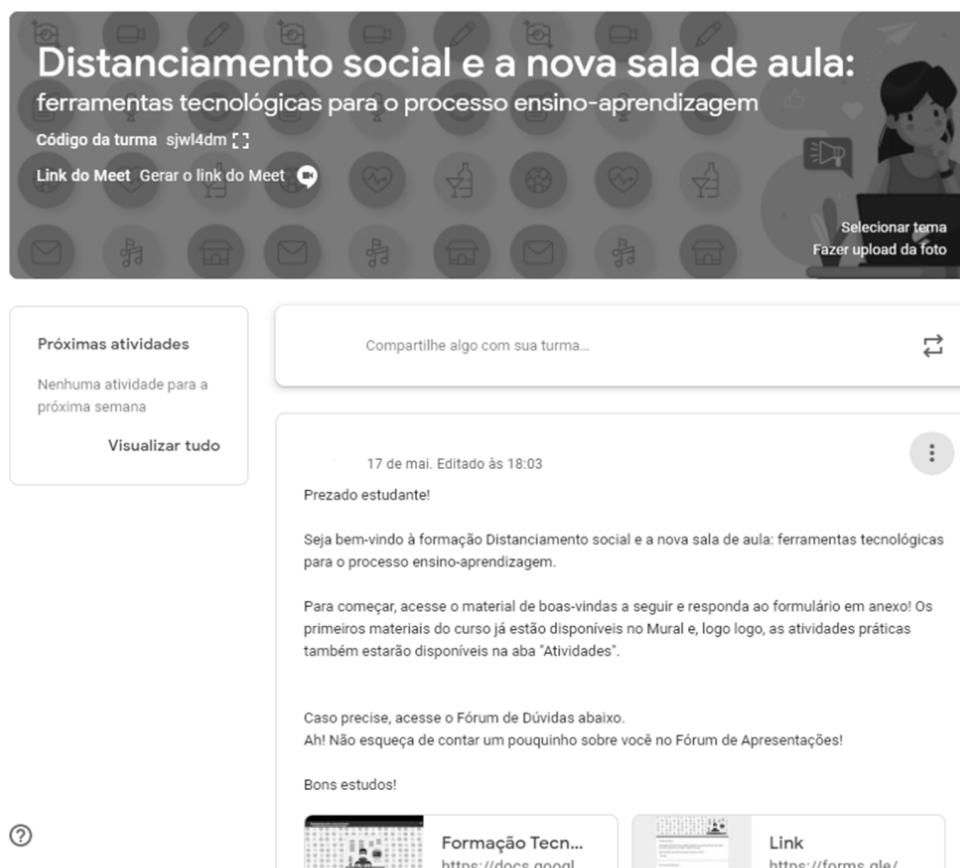 Distanciamento social e a nova sala de aula:
ferramentas tecnológicas para o processo ensino-aprendizagem
Código da turma sjwl4dm
Link do Meet Gerar o link do Meet
Selecionar tema
Fazer upload da foto
Próximas atividades
Nenhuma atividade para a
próxima semana
Visualizar tudo
Compartilhe algo com sua turma...
17 de mai. Editado às 18:03
Prezado estudante!
Seja bem-vindo à formação Distanciamento social e a nova sala de aula: ferramentas tecnológicas
para o processo ensino-aprendizagem.
Para começar, acesse o material de boas-vindas a seguir e responda ao formulário em anexo! Os
primeiros materiais do curso já estão disponíveis no Mural e, logo logo, as atividades práticas
também estarão disponíveis na aba "Atividades".
Caso precise, acesse o Fórum de Dúvidas abaixo.
Ah! Não esqueça de contar um pouquinho sobre você no Fórum de Apresentações!
Bons estudos!
Formação Tecn...
https://docs.googl
Link
https://forms.gle/